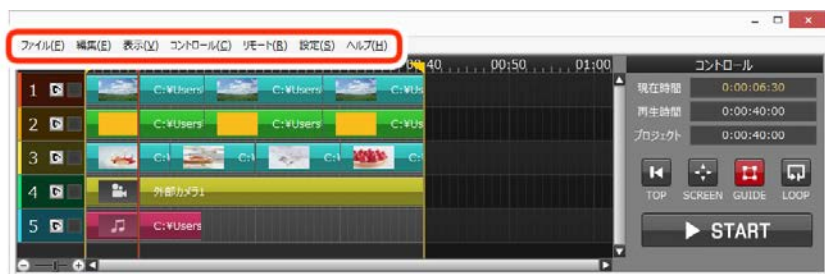 ファイル(E) 編集(E) 表示(V) コントロール(C) リモート(R) 設定(S) ヘルプ(H)
40 00:50 01:00
コントロール
1 C:¥Users C:¥Users C:¥Us
現在時間 0:00:06:30
再生時間 0:00:40:00
2 C:¥Users C:¥Users C:¥Us
プロジェクト 0:00:40:00
3 C:¥ C:¥ C:¥ C:
TOP SCREEN GUIDE LOOP
4 外部カメラ1
5 C:¥Users
START